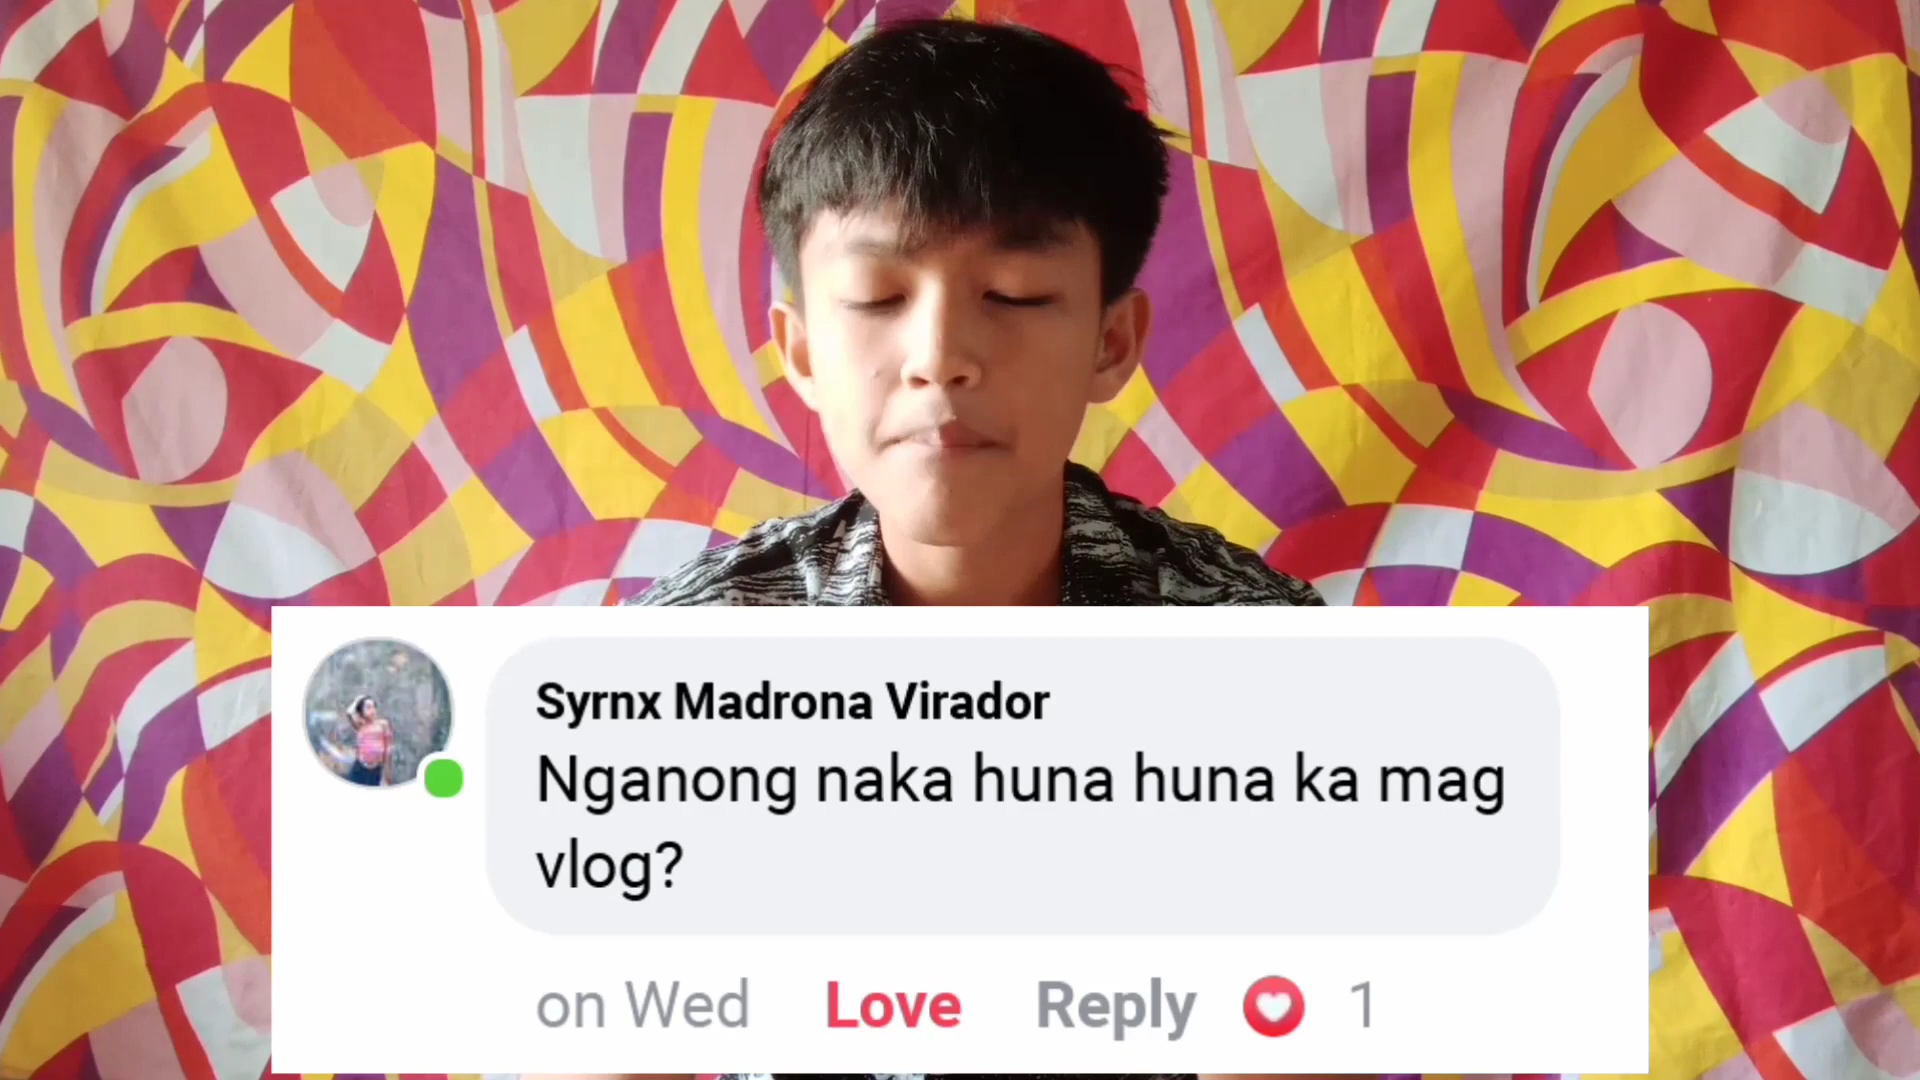 Syrnx Madrona Virador
Nganong naka huna huna ka mag
vlog?
on Wed Love Reply 1